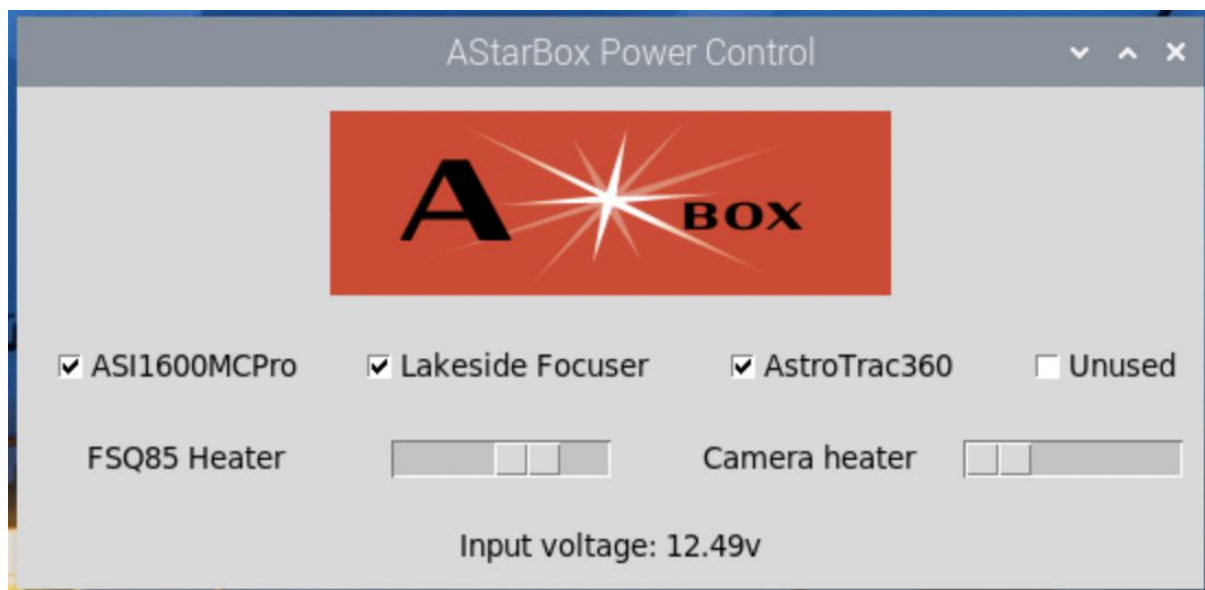 AStarBox Power Control
A BOX
ASI1600MCPro Lakeside Focuser AstroTrac360 Unused
FSQ85 Heater Camera heater
Input voltage: 12.49v